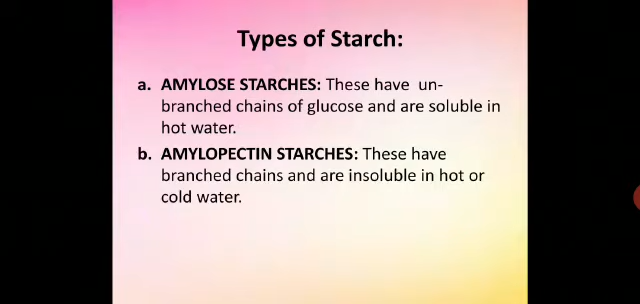 Types of Starch:
a. AMYLOSE STARCHES: These have un-
branched chains of glucose and are soluble in
hot water.
b. AMYLOPECTIN STARCHES: These have
branched chains and are insoluble in hot or
cold water.